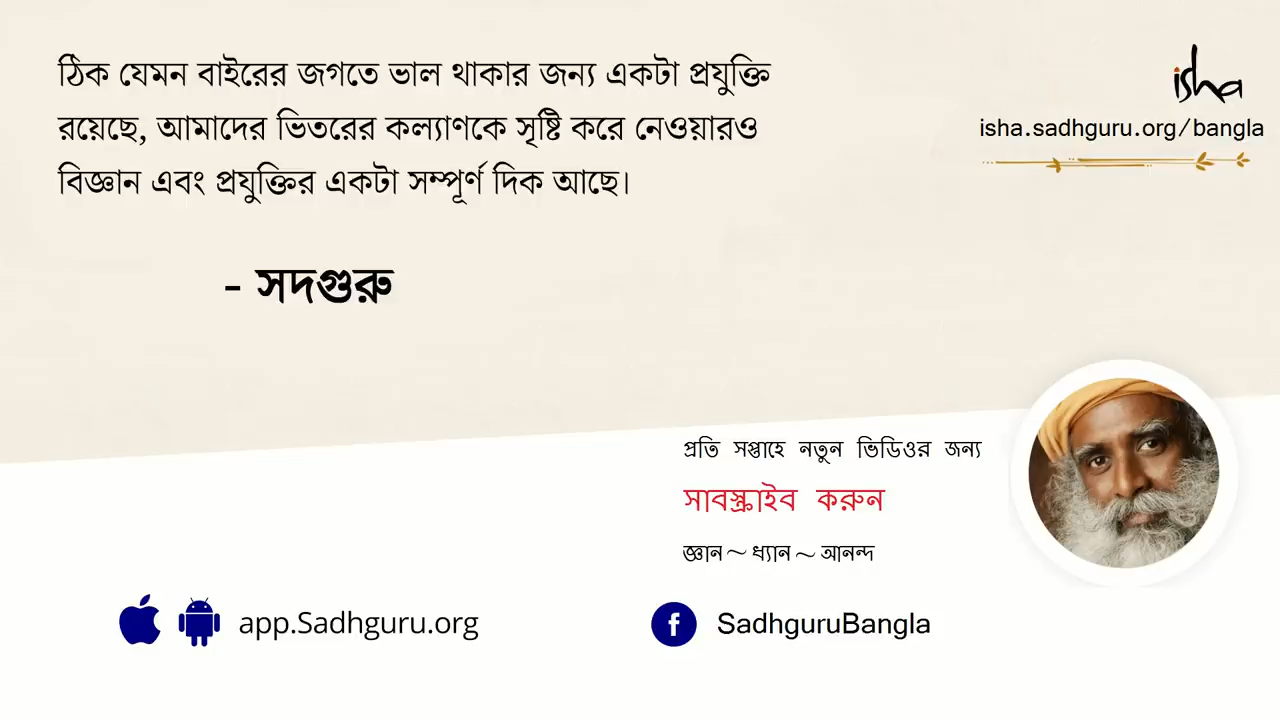 ঠিক যেমন বাইরের জগতে ভাল থাকার জন্য একটা প্রযুক্তি
রয়েছে, আমাদের ভিতরের কল্যাণকে সৃষ্টি করে নেওয়ারও
বিজ্ঞান এবং প্রযুক্তির একটা সম্পূর্ণ দিক আছে।
- সদগুরু
isha
isha.sadhguru.org/bangla
প্রতি সপ্তাহে নতুন ভিডিওর জন্য
সাবস্ক্রাইব করুন
জ্ঞান ~ ধ্যান ~ আনন্দ
app.Sadhguru.org
f SadhguruBangla